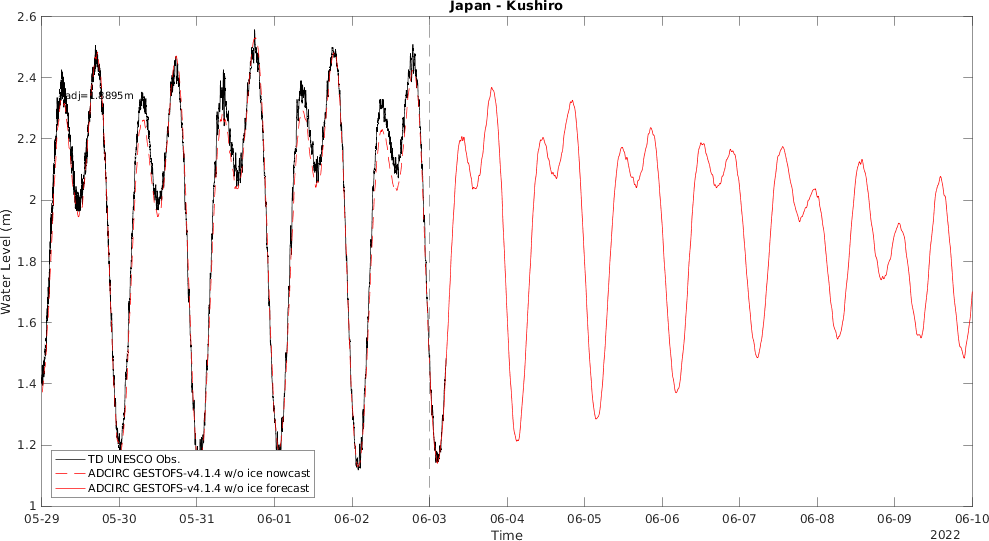 Japan - Kushiro
2.6
2.4
2.2
2
1.8
1.6
1.4
1.2
1
Water Level (m)
adj=1.8895m
TD UNESCO Obs.
ADCIRC GESTOFS-v4.1.4 w/o ice nowcast
ADCIRC GESTOFS-v4.1.4 w/o ice forecast
05-29 05-30 05-31 06-01 06-02 06-03 06-04 06-05 06-06 06-07 06-08 06-09 06-10
Time
2022